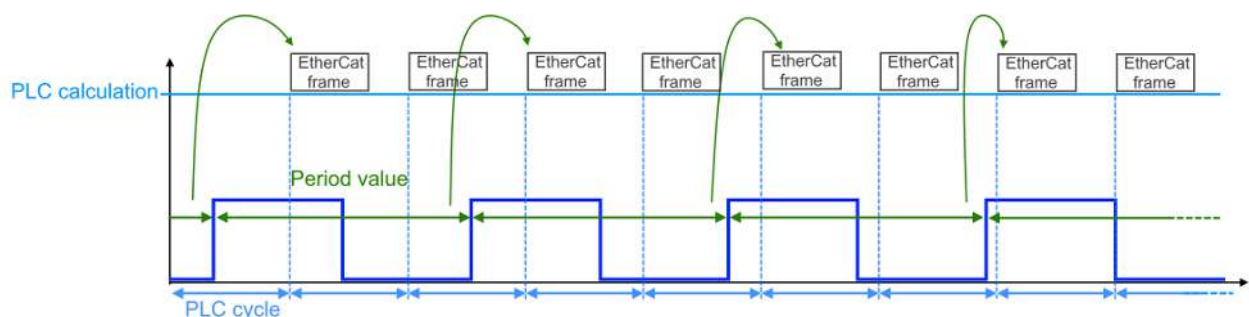 EtherCat EtherCat EtherCat EtherCat EtherCat EtherCat EtherCat EtherCat
frame frame frame frame frame frame frame frame
PLC calculation
Period value
PLC cycle